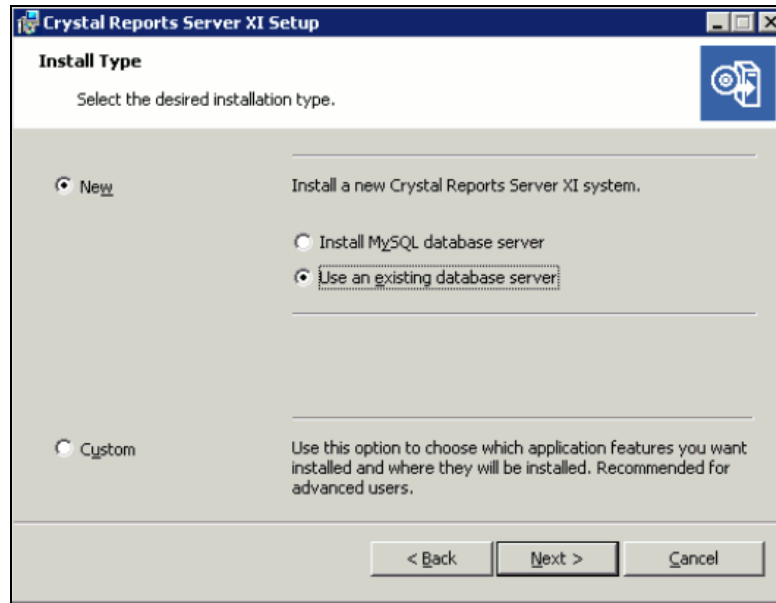 Crystal Reports Server XI Setup
Install Type
Select the desired installation type.
New
Install a new Crystal Reports Server XI system.
Install MySQL database server
Use an existing database server
Custom
Use this option to choose which application features you want
installed and where they will be installed. Recommended for
advanced users.
< Back
Next >
Cancel